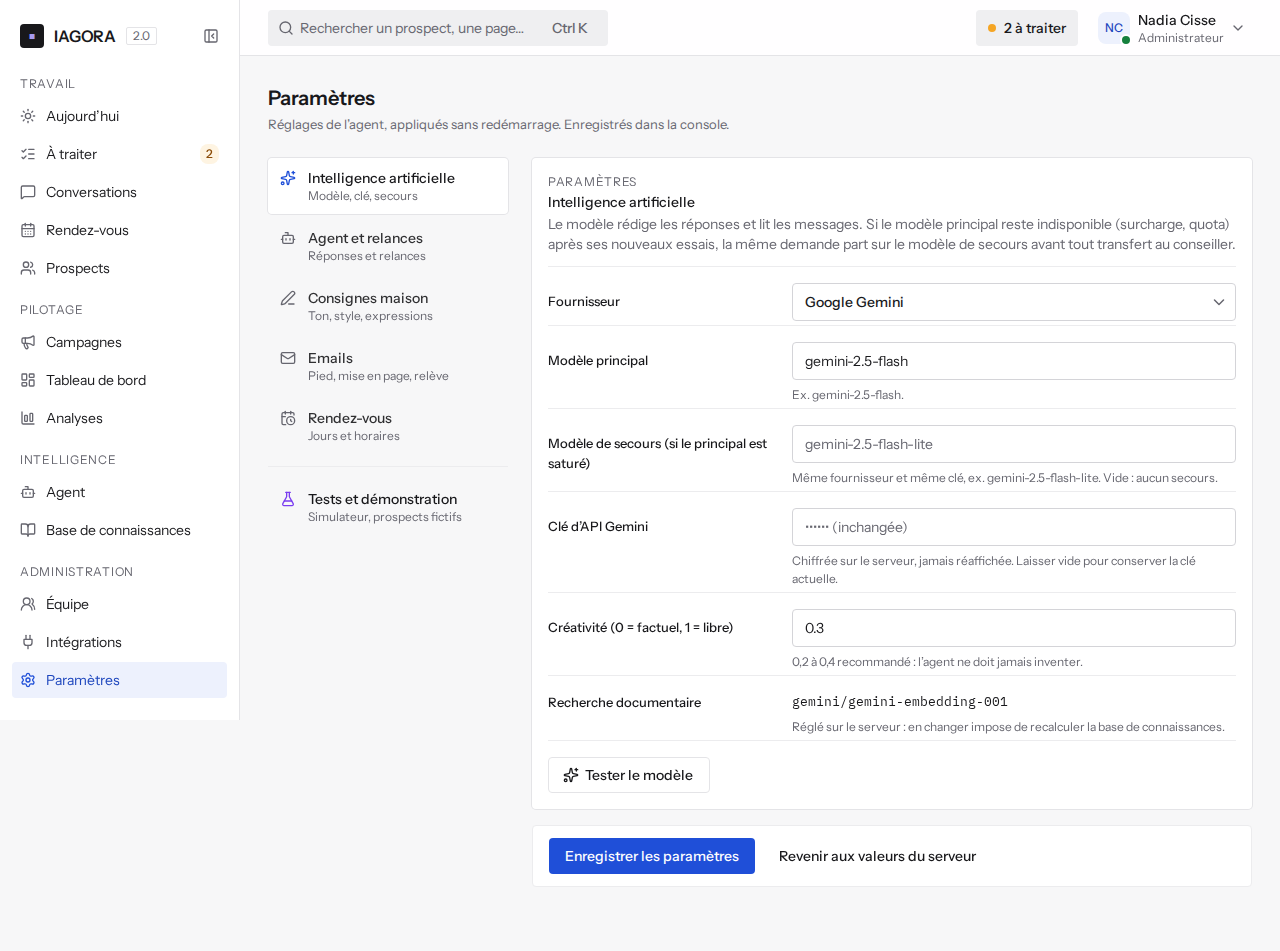 IAGORA 2.0
TRAVAIL
Aujourd'hui
À traiter 2
Conversations
Rendez-vous
Prospects
PILOTAGE
Campagnes
Tableau de bord
Analyses
INTELLIGENCE
Agent
Base de connaissances
ADMINISTRATION
Équipe
Intégrations
Paramètres
Rechercher un prospect, une page... Ctrl K
2 à traiter
NC
Nadia Cisse
Administrateur
Paramètres
Réglages de l'agent, appliqués sans redémarrage. Enregistrés dans la console.
Intelligence artificielle
Modèle, clé, secours
Agent et relances
Réponses et relances
Consignes maison
Ton, style, expressions
Emails
Pied, mise en page, relève
Rendez-vous
Jours et horaires
Tests et démonstration
Simulateur, prospects fictifs
PARAMÈTRES
Intelligence artificielle
Le modèle rédige les réponses et lit les messages. Si le modèle principal reste indisponible (surcharge, quota)
après ses nouveaux essais, la même demande part sur le modèle de secours avant tout transfert au conseiller.
Fournisseur
Google Gemini
Modèle principal
gemini-2.5-flash
Ex. gemini-2.5-flash.
Modèle de secours (si le principal est
saturé)
gemini-2.5-flash-lite
Même fournisseur et même clé, ex. gemini-2.5-flash-lite. Vide : aucun secours.
Clé d'API Gemini
•••••• (inchangée)
Chiffrée sur le serveur, jamais réaffichée. Laisser vide pour conserver la clé
actuelle.
Créativité (0 = factuel, 1 = libre)
0.3
0,2 à 0,4 recommandé : l'agent ne doit jamais inventer.
Recherche documentaire
gemini/gemini-embedding-001
Réglé sur le serveur : en changer impose de recalculer la base de connaissances.
Tester le modèle
Enregistrer les paramètres
Revenir aux valeurs du serveur